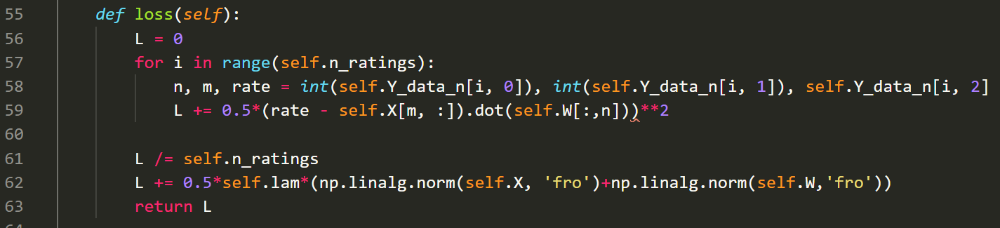 55 def loss(self):
56 L = 0
57 for i in range(self.n_ratings):
58 n, m, rate = int(self.Y_data_n[i, 0]), int(self.Y_data_n[i, 1]), self.Y_data_n[i, 2]
59 L += 0.5*(rate - self.X[m, :]).dot(self.W[:,n]))**2
60
61 L /= self.n_ratings
62 L += 0.5*self.lam*(np.linalg.norm(self.X, 'fro')+np.linalg.norm(self.W,'fro'))
63 return L